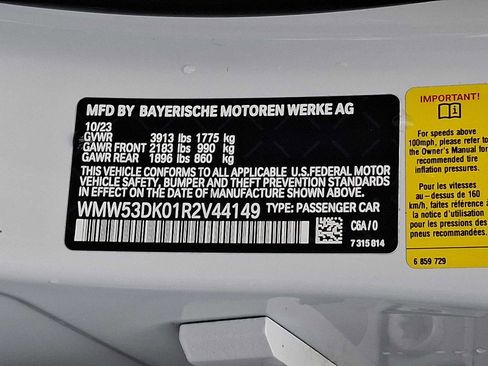 MFD BY BAYERISCHE MOTOREN WERKE AG
10/23
GVWR 3913 lbs 1775 kg
GAWR FRONT 2183 lbs 990 kg
GAWR REAR 1896 lbs 860 kg
THIS VEHICLE CONFORMS TO ALL APPLICABLE U.S.FEDERAL MOTOR
VEHICLE SAFETY, BUMPER AND THEFT PREVENTION STANDARDS
IN EFFECT ON THE DATE OF MANUFACTURE SHOWN ABOVE.
WMW53DK01R2V44149 TYPE: PASSENGER CAR
C6A/0
7 315 614
IMPORTANT!
For speeds above
100mph, please refer to
the Owner's Manual for
recommended tire
inflation pressures.
Pour les vitesses
au-dessus de 160
km/h, faites référence à
la notice d'utilisation
pour les pressions des
pneus recommandées.
6 859 729